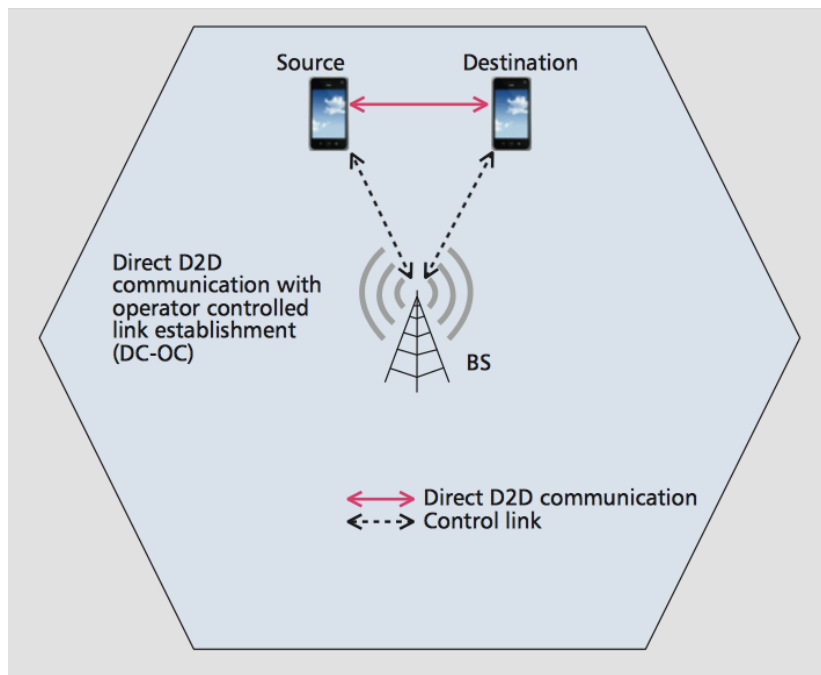 Source
Destination
Direct D2D
communication with
operator controlled
link establishment
(DC-OC)
BS
Direct D2D communication
Control link